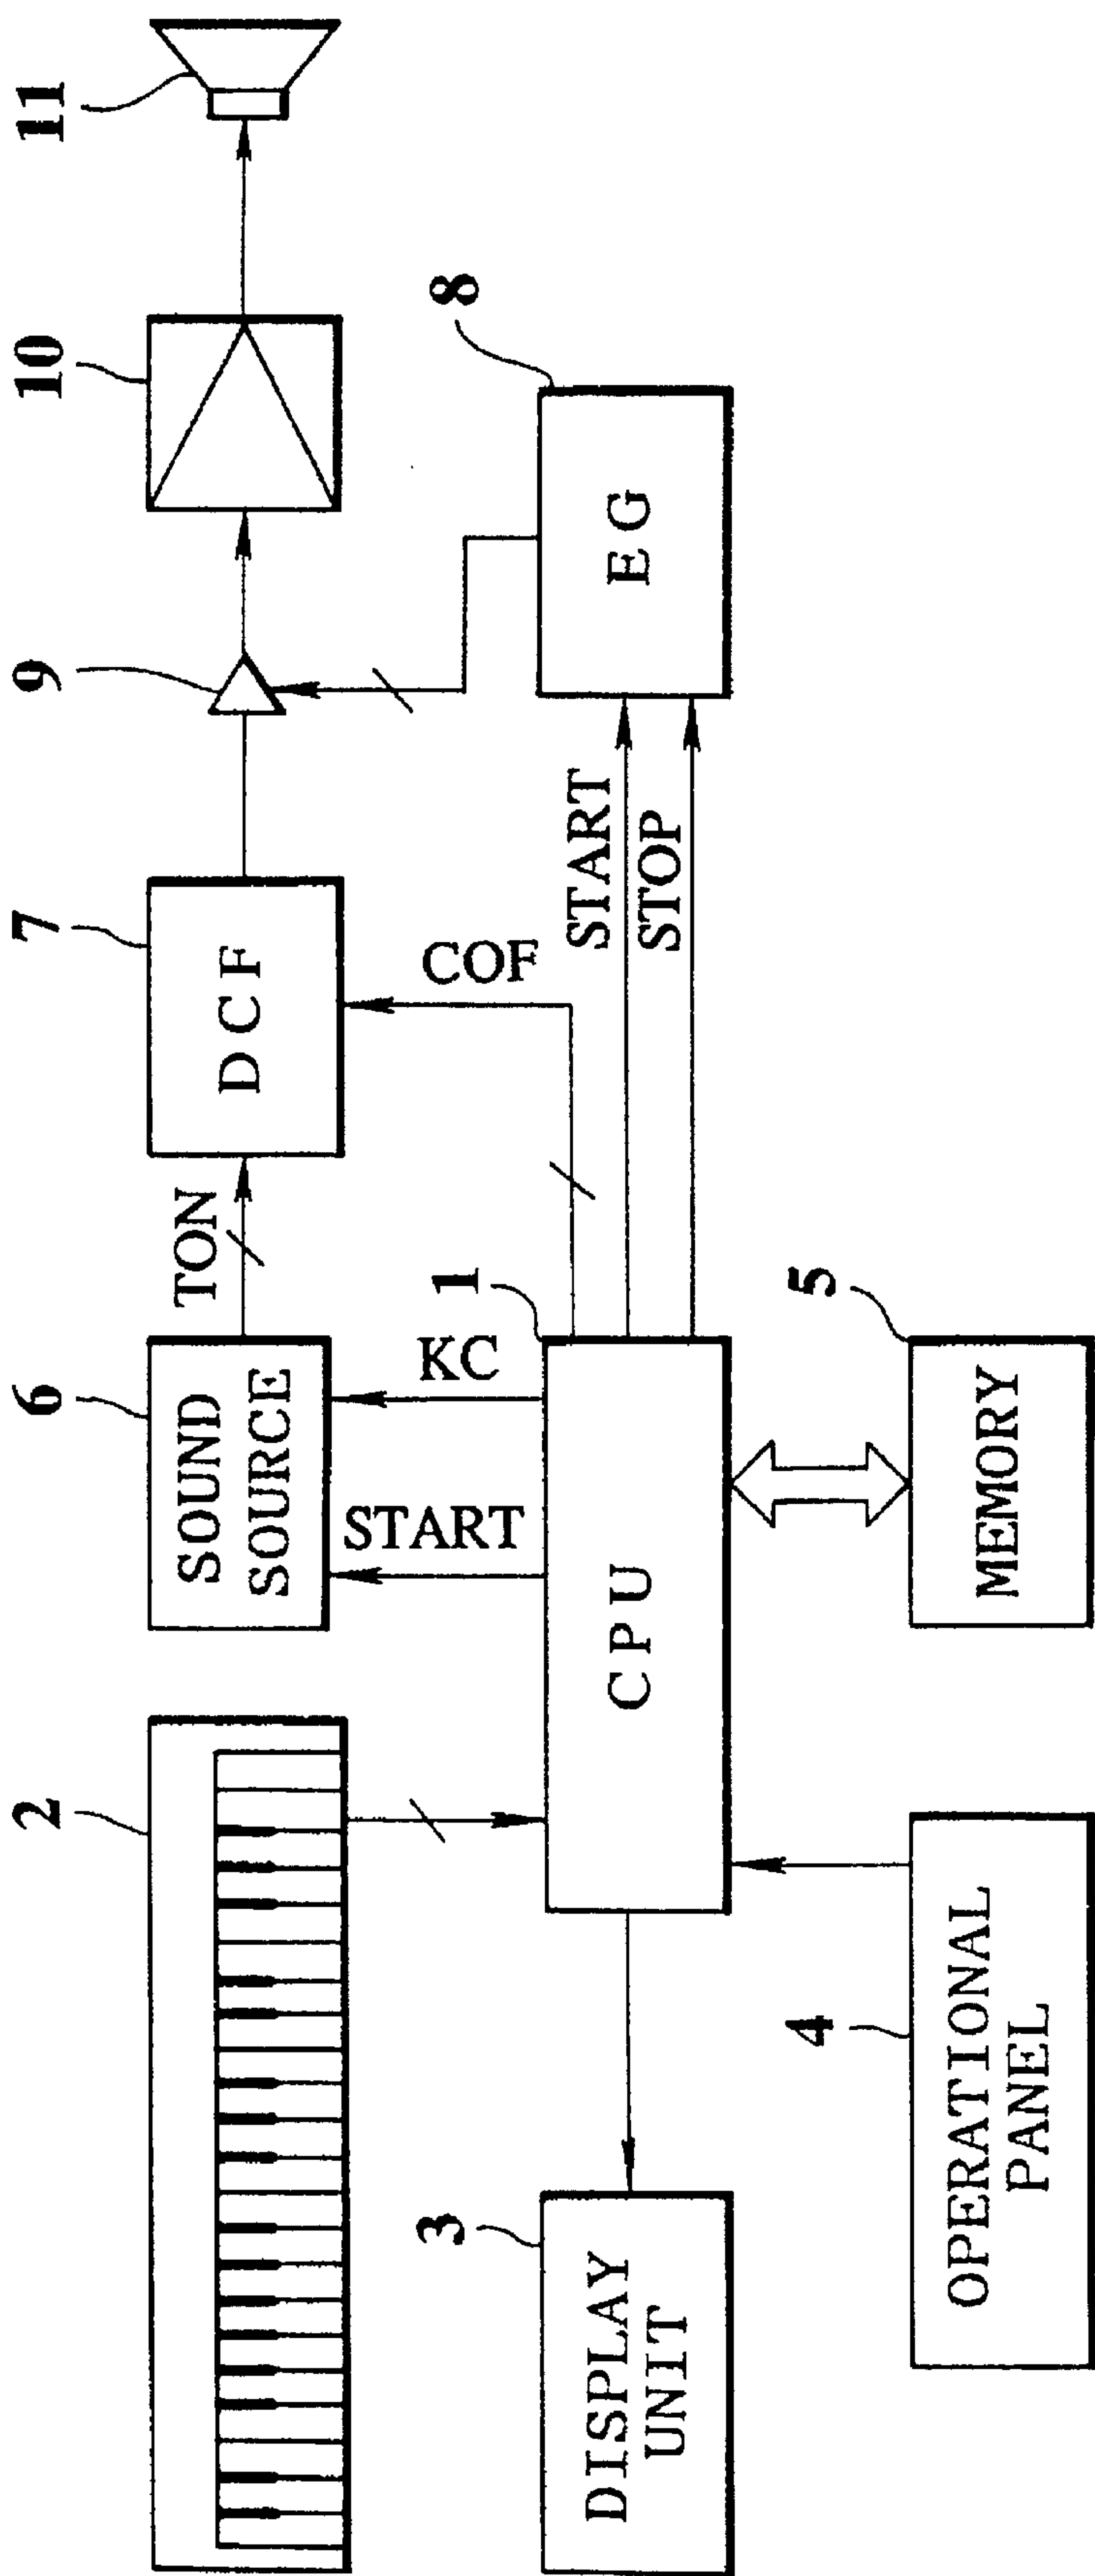 2
6
7
9
10
11
SOUND
SOURCE
TON
D C F
START
KC
COF
8
3
1
DISPLAY
UNIT
C P U
START
STOP
E G
4
5
OPERATIONAL
PANEL
MEMORY